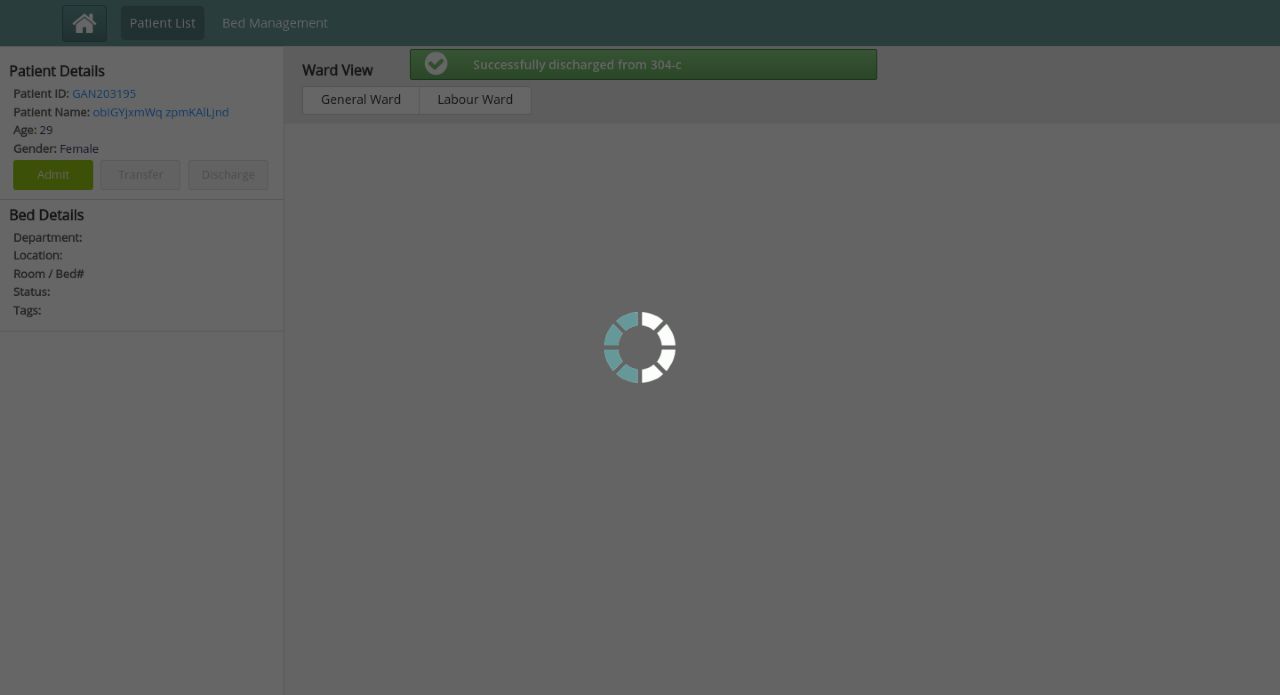 Patient List Bed Management
Successfully discharged from 304-c
Patient Details
Patient ID: GAN203195
Patient Name: obiGYjxmWq zpmKAlLjnd
Age: 29
Gender: Female
Admit Transfer Discharge
Bed Details
Department:
Location:
Room / Bed#
Status:
Tags:
Ward View
General Ward Labour Ward